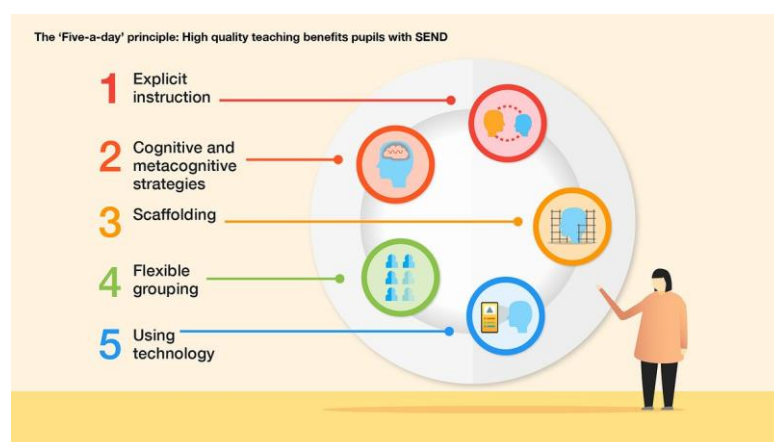 The ‘Five-a-day’ principle: High quality teaching benefits pupils with SEND
1 Explicit
instruction
2 Cognitive and
metacognitive
strategies
3 Scaffolding
4 Flexible
grouping
5 Using
technology